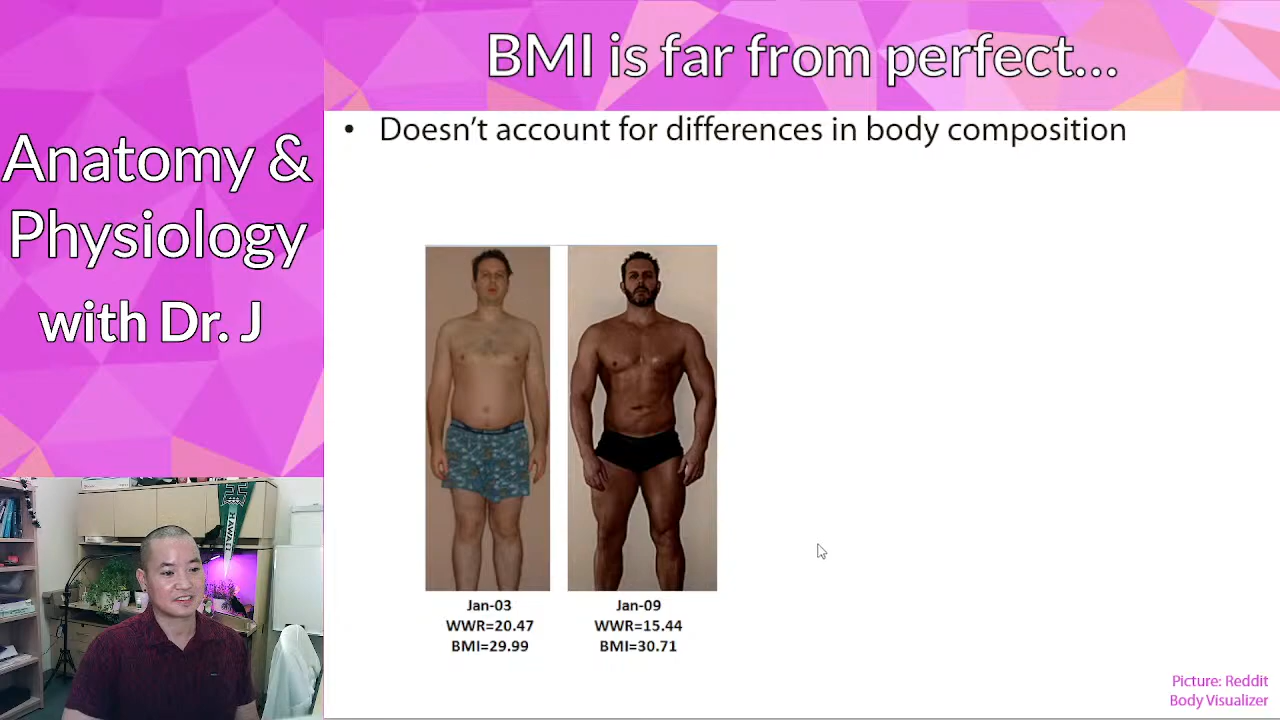 BMI is far from perfect...
Anatomy &
Physiology
with Dr. J
• Doesn't account for differences in body composition
HAWAI'I
Jan-03
WWR=20.47
BMI=29.99
Jan-09
WWR=15.44
BMI=30.71
Picture: Reddit
Body Visualizer